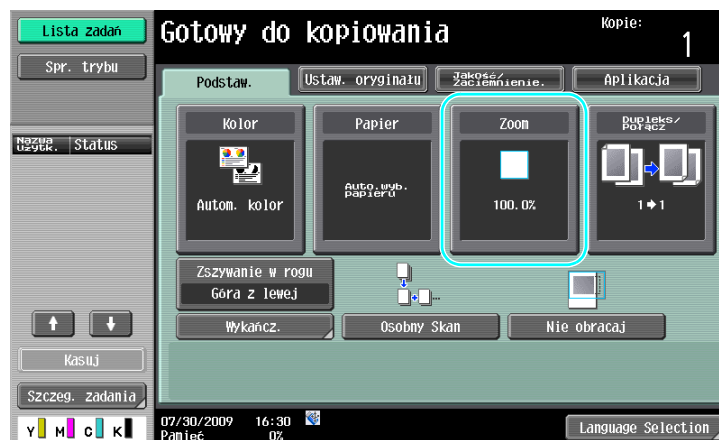 Lista zadań
Gotowy do kopiowania
Kopie:
1
Spr. trybu
Podstaw.
Ustaw. oryginału
Jakość/
zaciemnienie.
Aplikacja
Nazwa
Użytk.
Status
Kolor
Papier
Zoom
Dupleks/
Połącz
Autom. kolor
Auto.wyb.
papieru
100.0%
1→1
Zszywanie w rogu
Góra z lewej
Wykańcz.
Osobny Skan
Nie obracaj
Kasuj
Szczeg. zadania
Y M C K
07/30/2009 16:30
Pamięć 0%
Language Selection